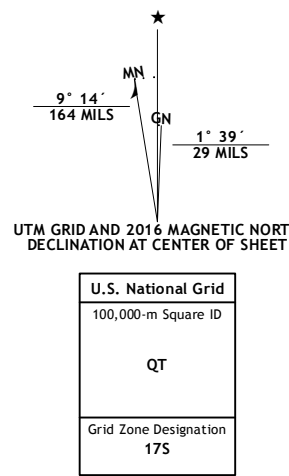 ★
MN
GN
9° 14´
164 MILS
1° 39´
29 MILS
UTM GRID AND 2016 MAGNETIC NORT
DECLINATION AT CENTER OF SHEET
U.S. National Grid
100,000-m Square ID
QT
Grid Zone Designation
17S